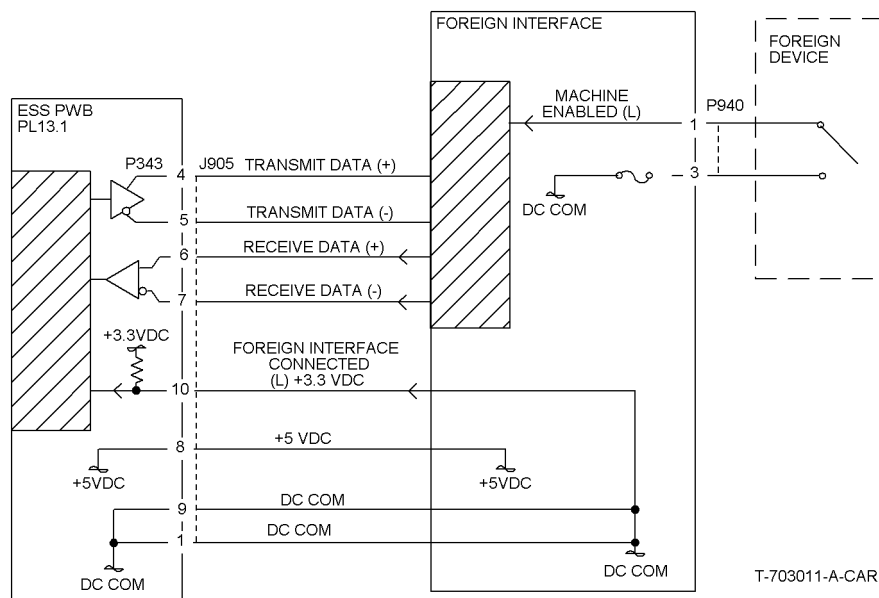 FOREIGN INTERFACE
FOREIGN
DEVICE
ESS PWB
PL13.1
MACHINE
ENABLED (L)
1
P940
P343
4
J905
TRANSMIT DATA (+)
3
DC COM
5
TRANSMIT DATA (-)
6
RECEIVE DATA (+)
7
RECEIVE DATA (-)
+3.3VDC
FOREIGN INTERFACE
CONNECTED
(L) +3.3 VDC
10
8
+5 VDC
+5VDC
+5VDC
9
DC COM
1
DC COM
DC COM
DC COM
T-703011-A-CAR